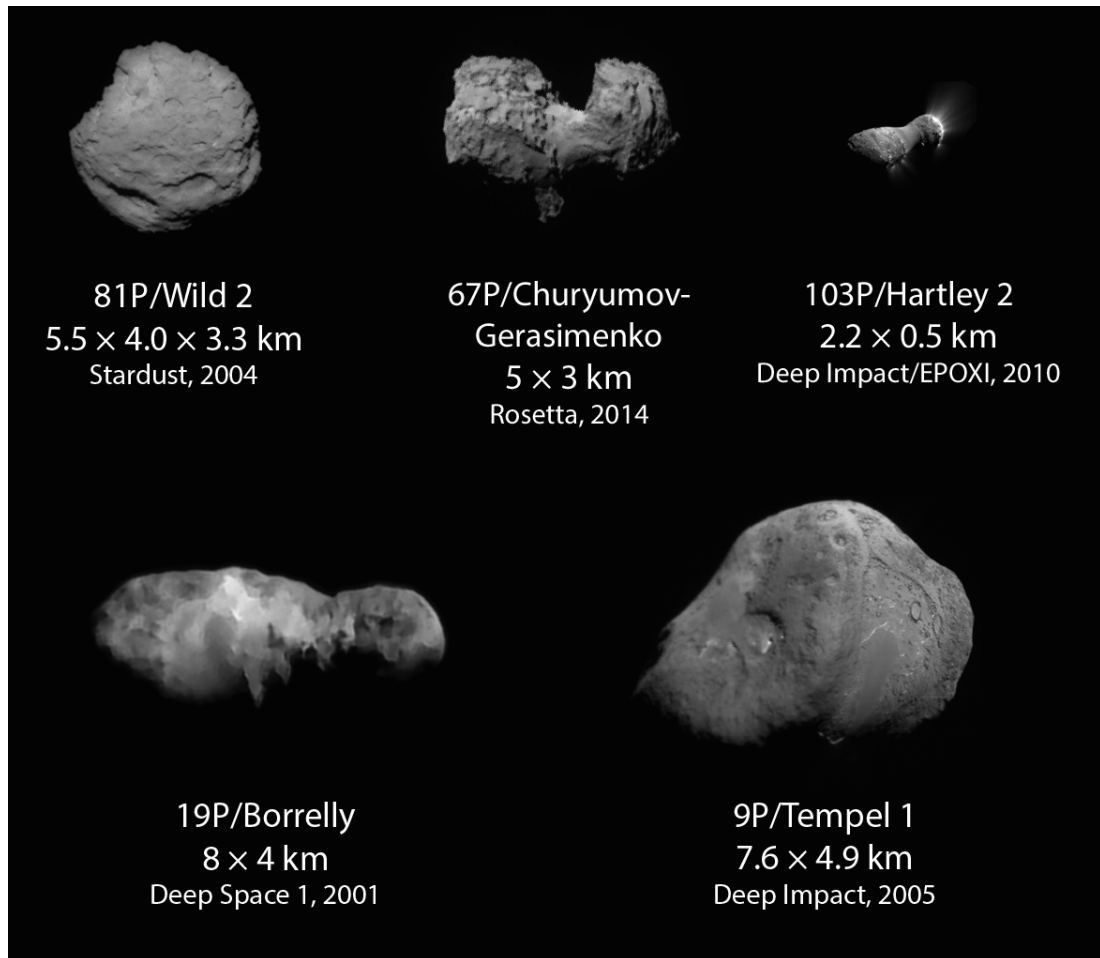 81P/Wild 2
5.5 × 4.0 × 3.3 km
Stardust, 2004
67P/Churyumov-
Gerasimenko
5 × 3 km
Rosetta, 2014
103P/Hartley 2
2.2 × 0.5 km
Deep Impact/EPOXI, 2010
19P/Borrelly
8 × 4 km
Deep Space 1, 2001
9P/Tempel 1
7.6 × 4.9 km
Deep Impact, 2005